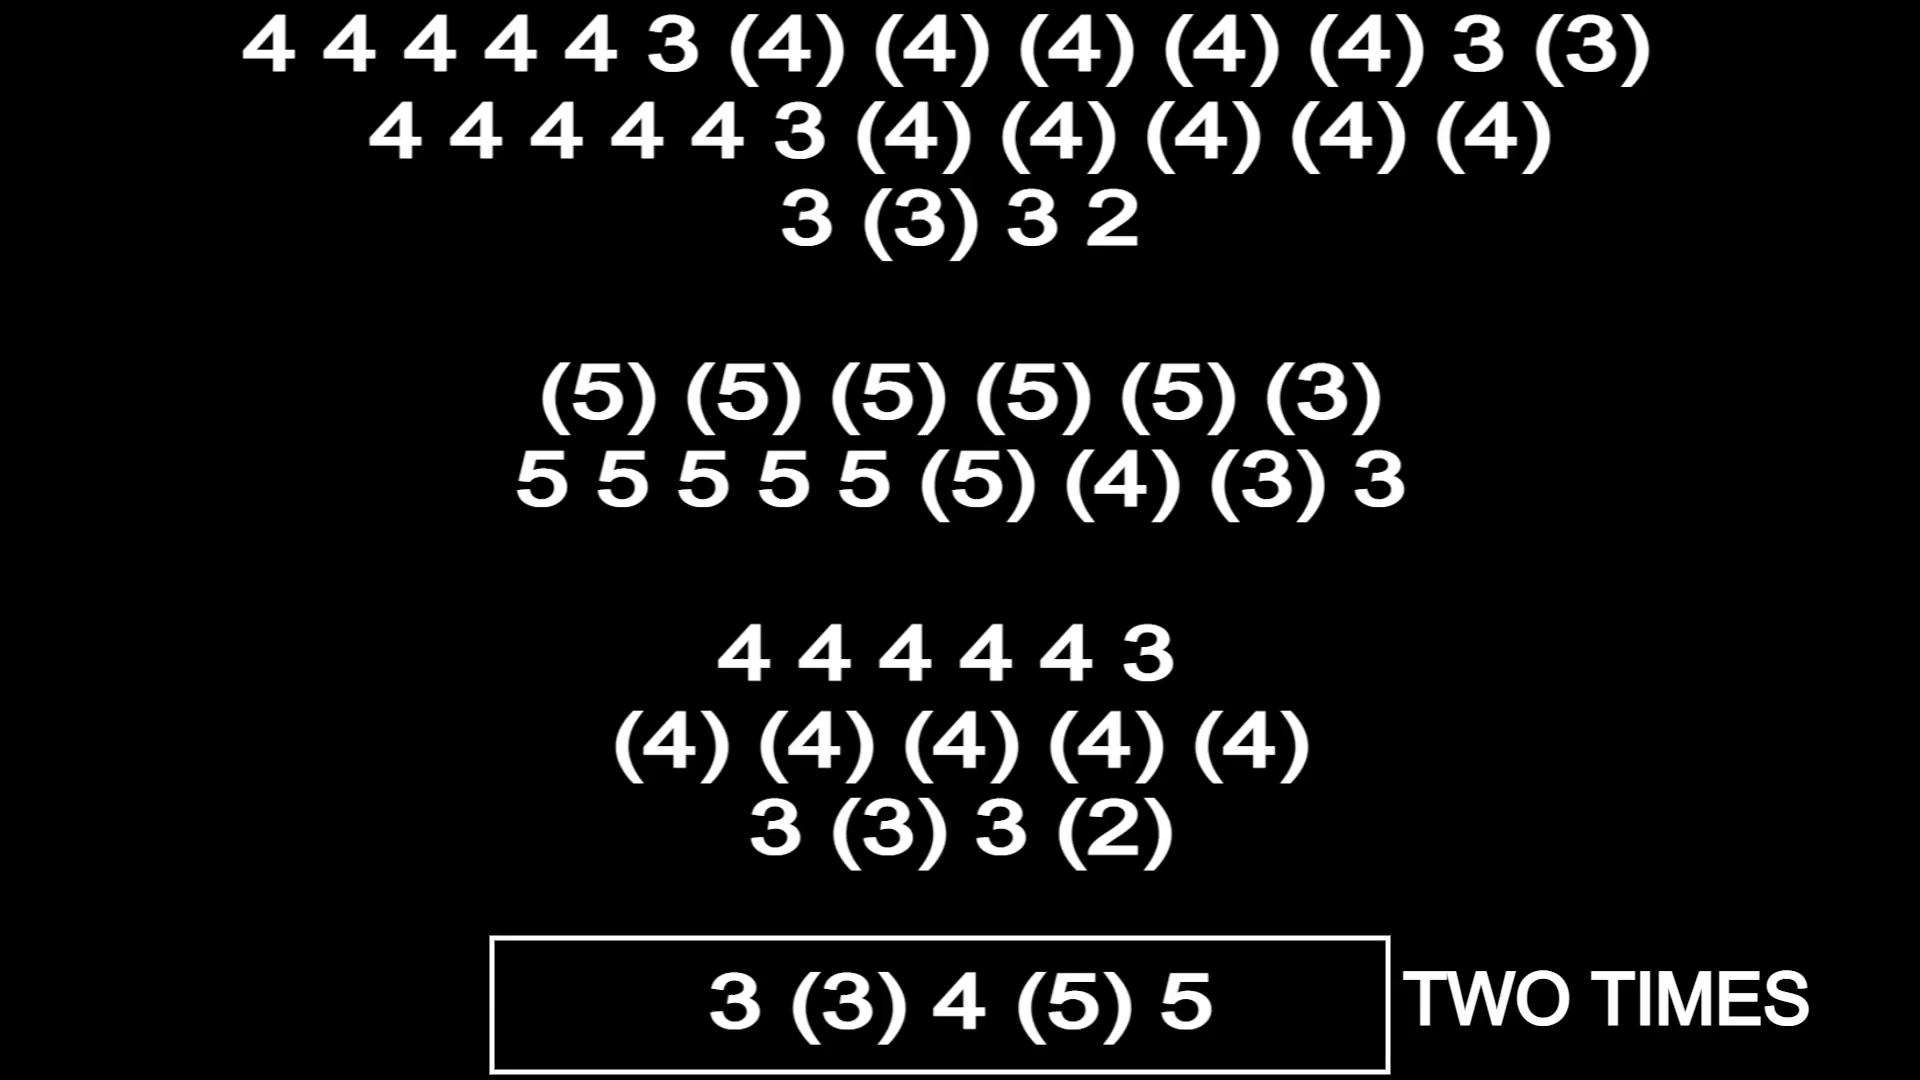 4 4 4 4 4 3 (4) (4) (4) (4) (4) 3 (3)
4 4 4 4 4 3 (4) (4) (4) (4) (4)
3 (3) 3 2
(5) (5) (5) (5) (5) (3)
5 5 5 5 5 (5) (4) (3) 3
4 4 4 4 4 3
(4) (4) (4) (4) (4)
3 (3) 3 (2)
3 (3) 4 (5) 5 TWO TIMES